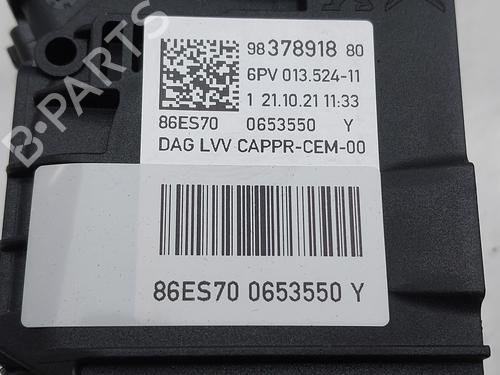 98 378918 80
6PV 013.524-11
1 21.10.21 11:33
86ES70 0653550 Y
DAG LVV CAPPR-CEM-00
86ES70 0653550 Y
B-PARTS